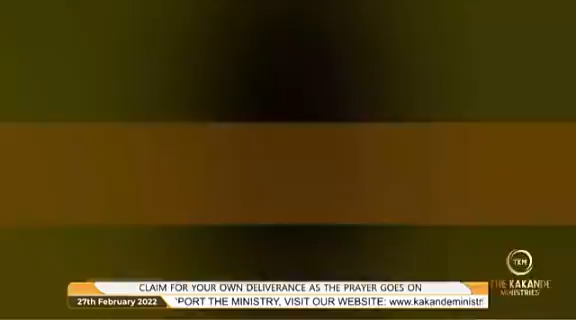 TKM
THE KAKANDE
MINISTRIES
CLAIM FOR YOUR OWN DELIVERANCE AS THE PRAYER GOES ON
27th February 2022
PORT THE MINISTRY, VISIT OUR WEBSITE: www.kakandeministr